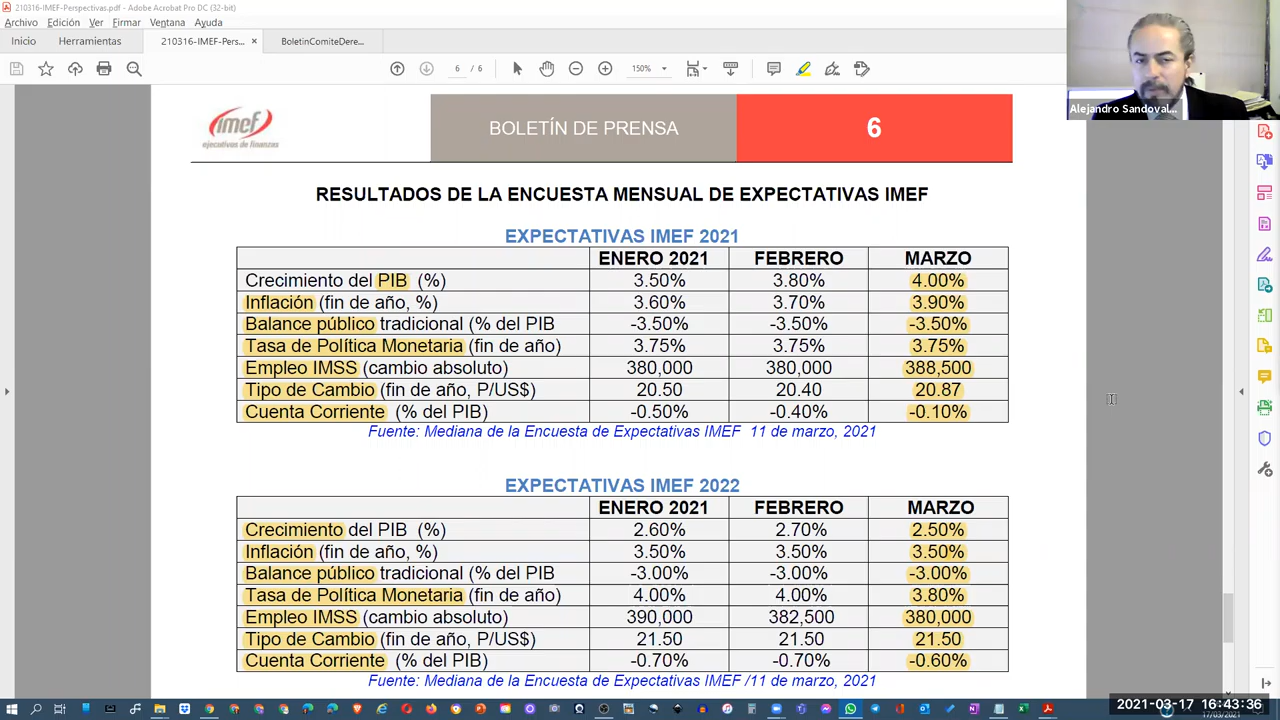 210316-IMEF-Perspectivas.pdf - Adobe Acrobat Pro DC (32-bit)
Archivo Edición Ver Firmar Ventana Ayuda
Inicio Herramientas 210316-IMEF-Pers... × BoletinComiteDere...
6 / 6 150%
Alejandro Sandoval...
imef
ejecutivos de finanzas
BOLETÍN DE PRENSA 6
RESULTADOS DE LA ENCUESTA MENSUAL DE EXPECTATIVAS IMEF
EXPECTATIVAS IMEF 2021
ENERO 2021 FEBRERO MARZO
Crecimiento del PIB (%) 3.50% 3.80% 4.00%
Inflación (fin de año, %) 3.60% 3.70% 3.90%
Balance público tradicional (% del PIB -3.50% -3.50% -3.50%
Tasa de Política Monetaria (fin de año) 3.75% 3.75% 3.75%
Empleo IMSS (cambio absoluto) 380,000 380,000 388,500
Tipo de Cambio (fin de año, P/US$) 20.50 20.40 20.87
Cuenta Corriente (% del PIB) -0.50% -0.40% -0.10%
Fuente: Mediana de la Encuesta de Expectativas IMEF 11 de marzo, 2021
EXPECTATIVAS IMEF 2022
ENERO 2021 FEBRERO MARZO
Crecimiento del PIB (%) 2.60% 2.70% 2.50%
Inflación (fin de año, %) 3.50% 3.50% 3.50%
Balance público tradicional (% del PIB -3.00% -3.00% -3.00%
Tasa de Política Monetaria (fin de año) 4.00% 4.00% 3.80%
Empleo IMSS (cambio absoluto) 390,000 382,500 380,000
Tipo de Cambio (fin de año, P/US$) 21.50 21.50 21.50
Cuenta Corriente (% del PIB) -0.70% -0.70% -0.60%
Fuente: Mediana de la Encuesta de Expectativas IMEF /11 de marzo, 2021
2021-03-17 16:43:36
17/03/2021